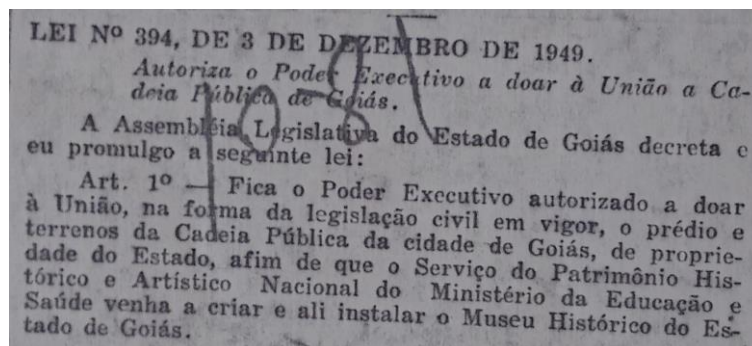 LEI Nº 394, DE 3 DE DEZEMBRO DE 1949.
Autoriza o Poder Executivo a doar à União a Ca-
deia Pública de Goiás.
A Assembléia Legislativa do Estado de Goiás decreta e
eu promulgo a seguinte lei:
Art. 1º — Fica o Poder Executivo autorizado a doar
à União, na forma da legislação civil em vigor, o prédio e
terrenos da Cadeia Pública da cidade de Goiás, de proprie-
dade do Estado, afim de que o Serviço do Patrimônio His-
tórico e Artístico Nacional do Ministério da Educação e
Saúde venha a criar e ali instalar o Museu Histórico do Es-
tado de Goiás.